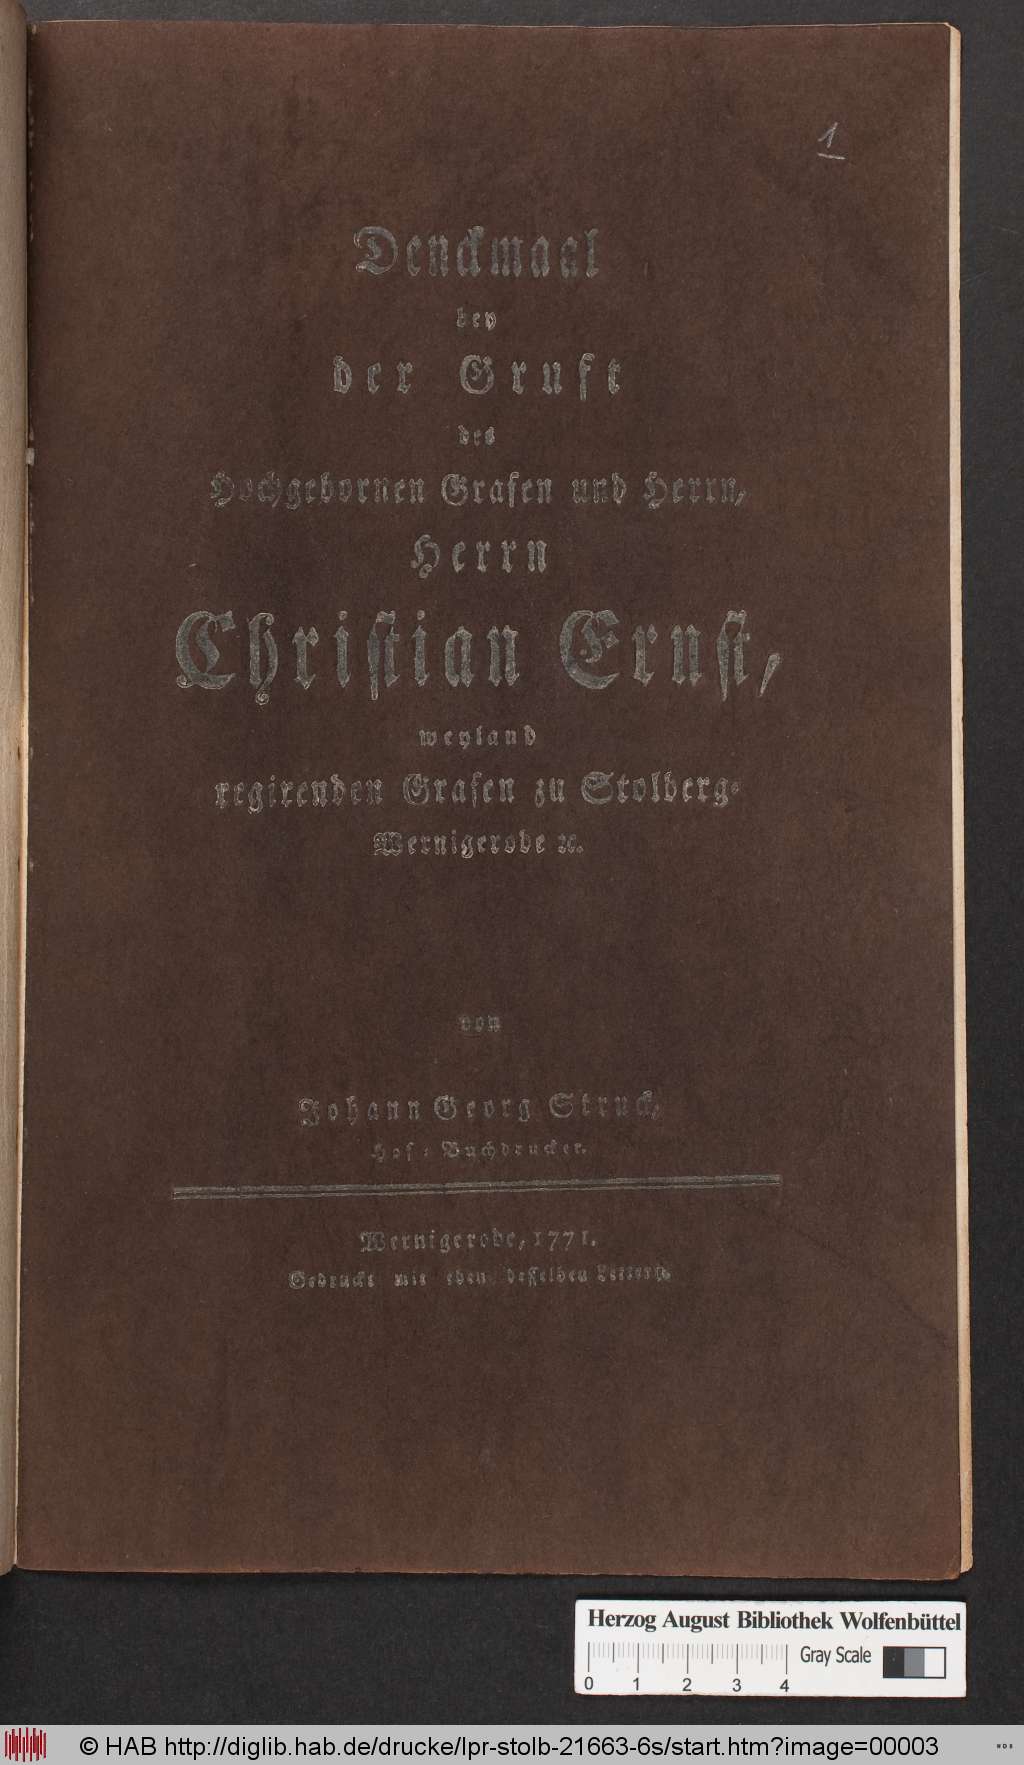 1
Denckmaal
bey
der Gruft
des
Hochgebornen Grafen und Herrn,
Herrn
Christian Ernst,
weyland
regirenden Grafen zu Stolberg-
Wernigerode ꝛc.
von
Johann Georg Struck,
Hof-Buchdrucker.
Wernigerode, 1771.
Gedruckt mit eben desselben Lettern.
Herzog August Bibliothek Wolfenbüttel
Gray Scale
0 1 2 3 4
© HAB http://diglib.hab.de/drucke/lpr-stolb-21663-6s/start.htm?image=00003
WDB